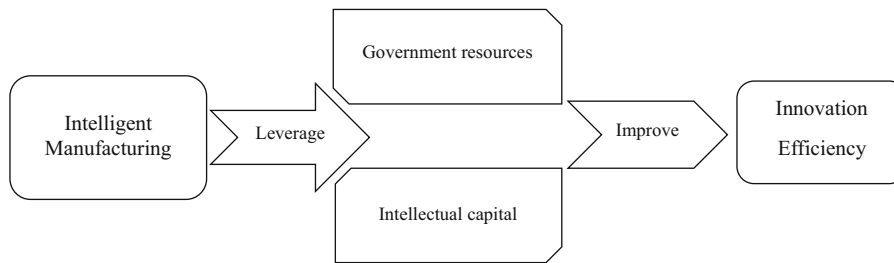 Government resources
Intelligent
Manufacturing
Leverage
Improve
Innovation
Efficiency
Intellectual capital